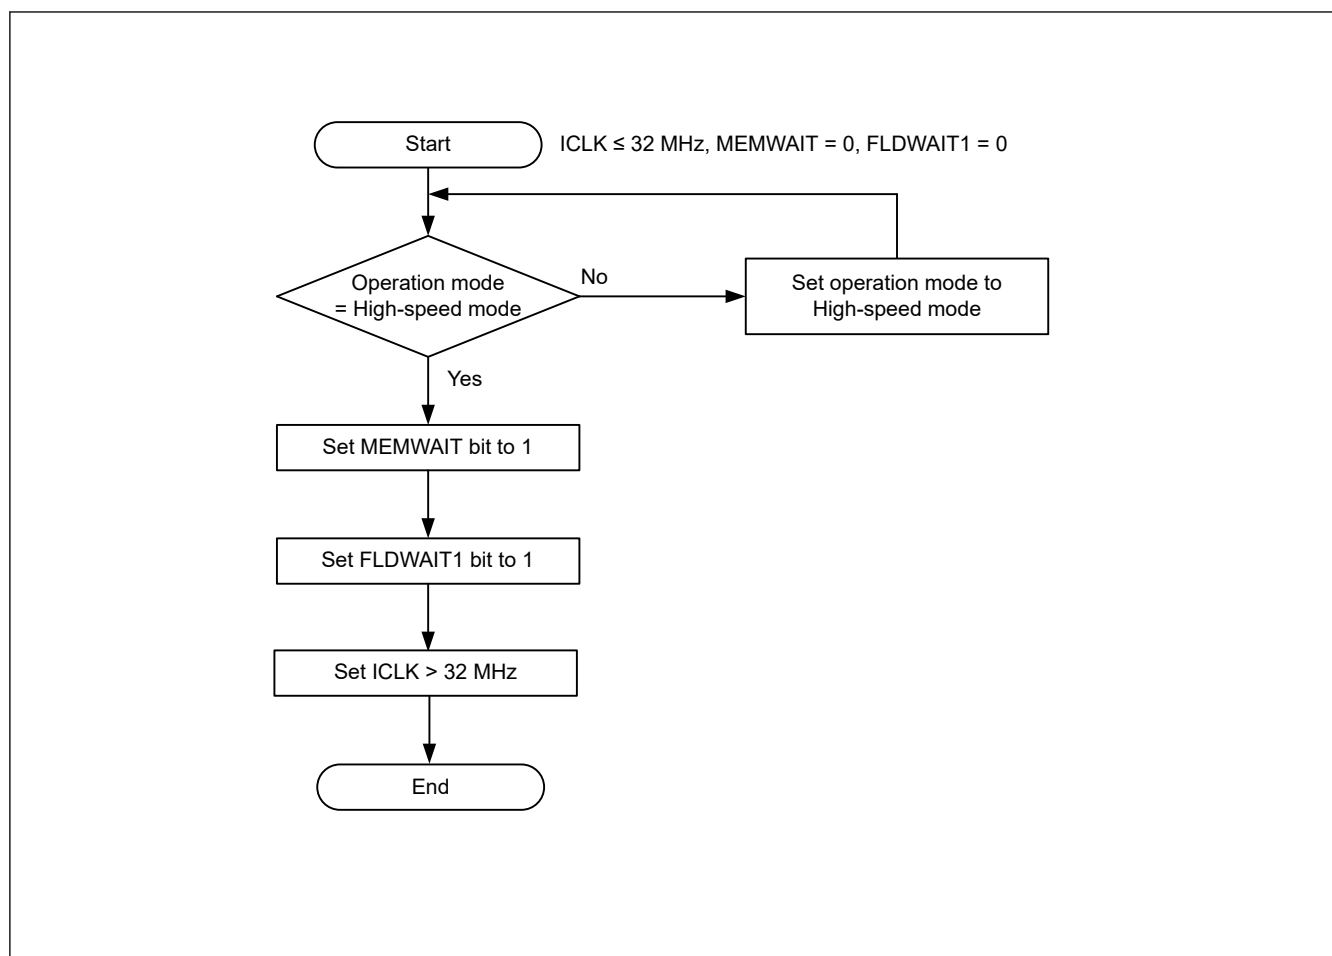 Start
ICLK ≤ 32 MHz, MEMWAIT = 0, FLDWAIT1 = 0
Operation mode
= High-speed mode
No
Set operation mode to
High-speed mode
Yes
Set MEMWAIT bit to 1
Set FLDWAIT1 bit to 1
Set ICLK > 32 MHz
End